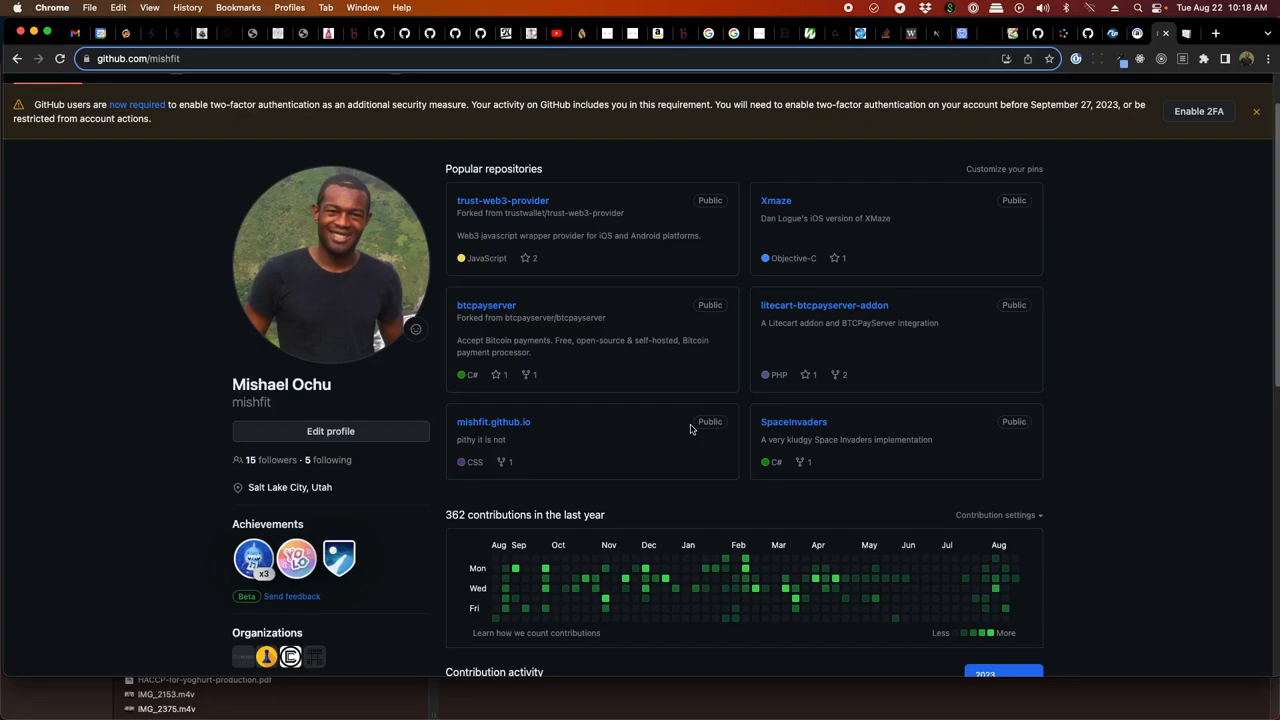 Chrome File Edit View History Bookmarks Profiles Tab Window Help
Tue Aug 22 10:18 AM
github.com/mishfit
GitHub users are now required to enable two-factor authentication as an additional security measure. Your activity on GitHub includes you in this requirement. You will need to enable two-factor authentication on your account before September 27, 2023, or be
restricted from account actions.
Enable 2FA
Mishael Ochu
mishfit
Edit profile
15 followers · 5 following
Salt Lake City, Utah
Achievements
x3
Beta Send feedback
Organizations
Popular repositories
Customize your pins
trust-web3-provider
Public
Forked from trustwallet/trust-web3-provider
Web3 javascript wrapper provider for iOS and Android platforms.
JavaScript 2
Xmaze
Public
Dan Logue's iOS version of XMaze
Objective-C 1
btcpayserver
Public
Forked from btcpayserver/btcpayserver
Accept Bitcoin payments. Free, open-source & self-hosted, Bitcoin
payment processor.
C# 1 1
litecart-btcpayserver-addon
Public
A Litecart addon and BTCPayServer integration
PHP 1 2
mishfit.github.io
Public
pithy it is not
CSS 1
SpaceInvaders
Public
A very kludgy Space Invaders implementation
C# 1
362 contributions in the last year
Contribution settings
Aug Sep Oct Nov Dec Jan Feb Mar Apr May Jun Jul Aug
Mon
Wed
Fri
Learn how we count contributions
Less More
Contribution activity
2023
HACCP-for-yoghurt-production.pdf
IMG_2153.m4v
IMG_2375.m4v